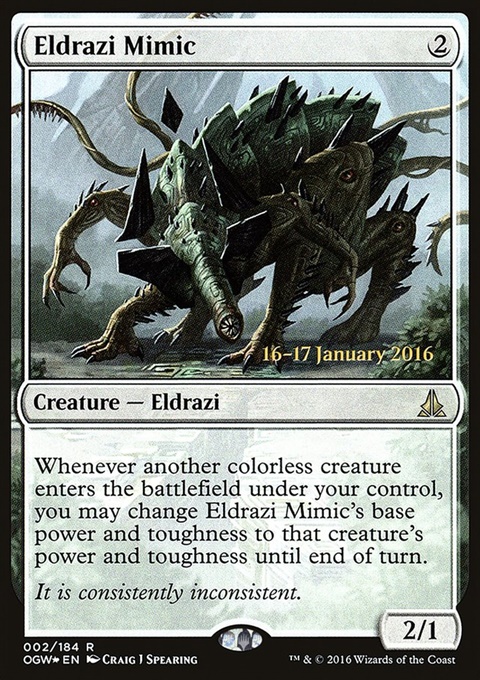 Eldrazi Mimic 2
16–17 January 2016
Creature — Eldrazi
Whenever another colorless creature
enters the battlefield under your control,
you may change Eldrazi Mimic's base
power and toughness to that creature's
power and toughness until end of turn.
It is consistently inconsistent.
2/1
002/184 R
OGW★EN Craig J Spearing
™ & © 2016 Wizards of the Coast